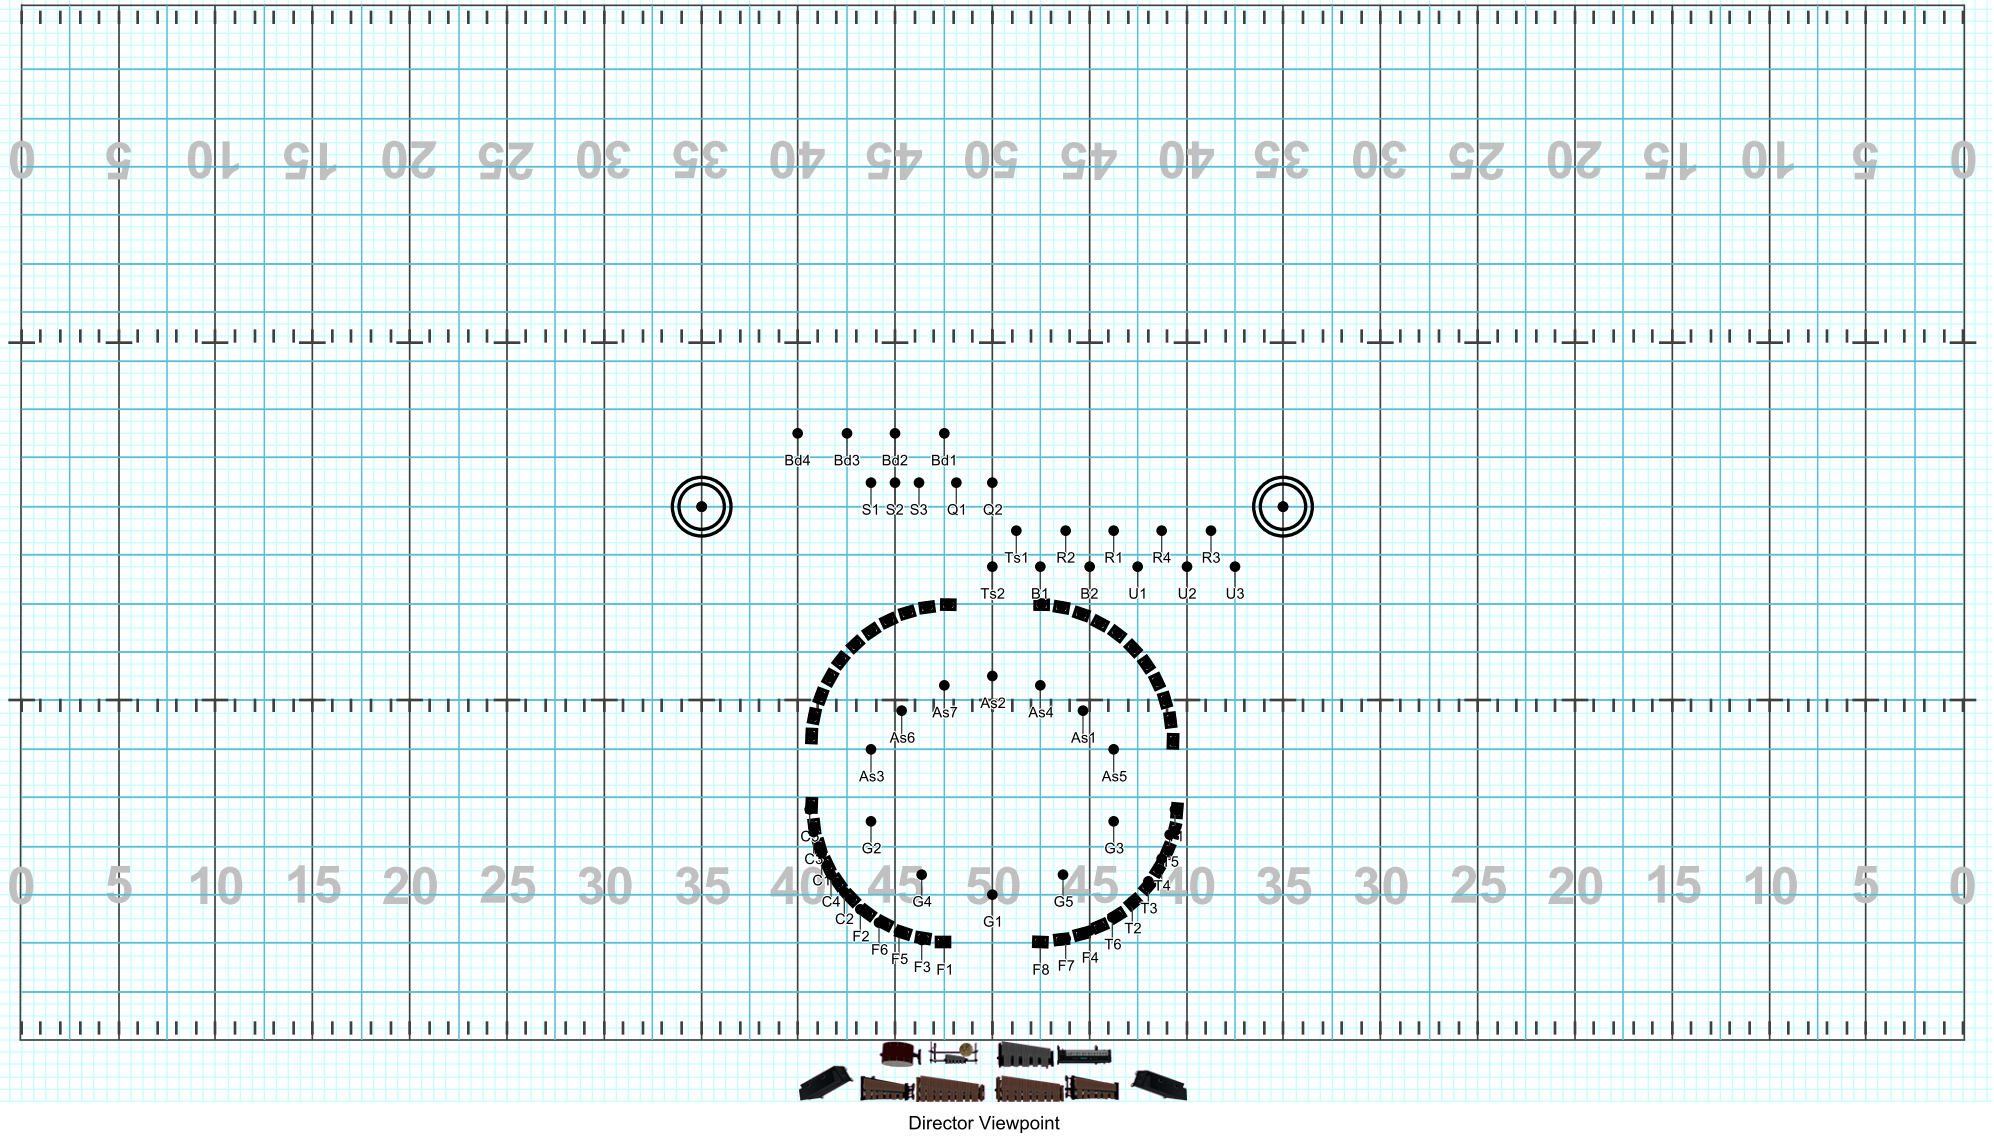 0 5 10 15 20 25 30 35 40 45 50 45 40 35 30 25 20 15 10 5 0
Bd4 Bd3 Bd2 Bd1
S1 S2 S3 Q1 Q2
Ts1 R2 R1 R4 R3
Ts2 B1 B2 U1 U2 U3
As2
As7 As4
As6 As1
As3 As5
G2 G3
C3
T5
C1 T4
0 5 10 15 20 25 30 35 40 45 50 45 40 35 30 25 20 15 10 5 0
C4 G4 G5 T3
C2 G1 T2
F2 T6
F6 F4
F5 F3 F1 F8 F7
Director Viewpoint